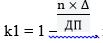 k1 = 1 – n × Δ / ДП